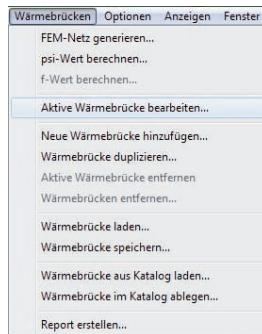 Wärmebrücken Optionen Anzeigen Fenster
FEM-Netz generieren...
psi-Wert berechnen...
f-Wert berechnen...
Aktive Wärmebrücke bearbeiten...
Neue Wärmebrücke hinzufügen...
Wärmebrücke duplizieren...
Aktive Wärmebrücke entfernen
Wärmebrücken entfernen...
Wärmebrücke laden...
Wärmebrücke speichern...
Wärmebrücke aus Katalog laden...
Wärmebrücke im Katalog ablegen...
Report erstellen...